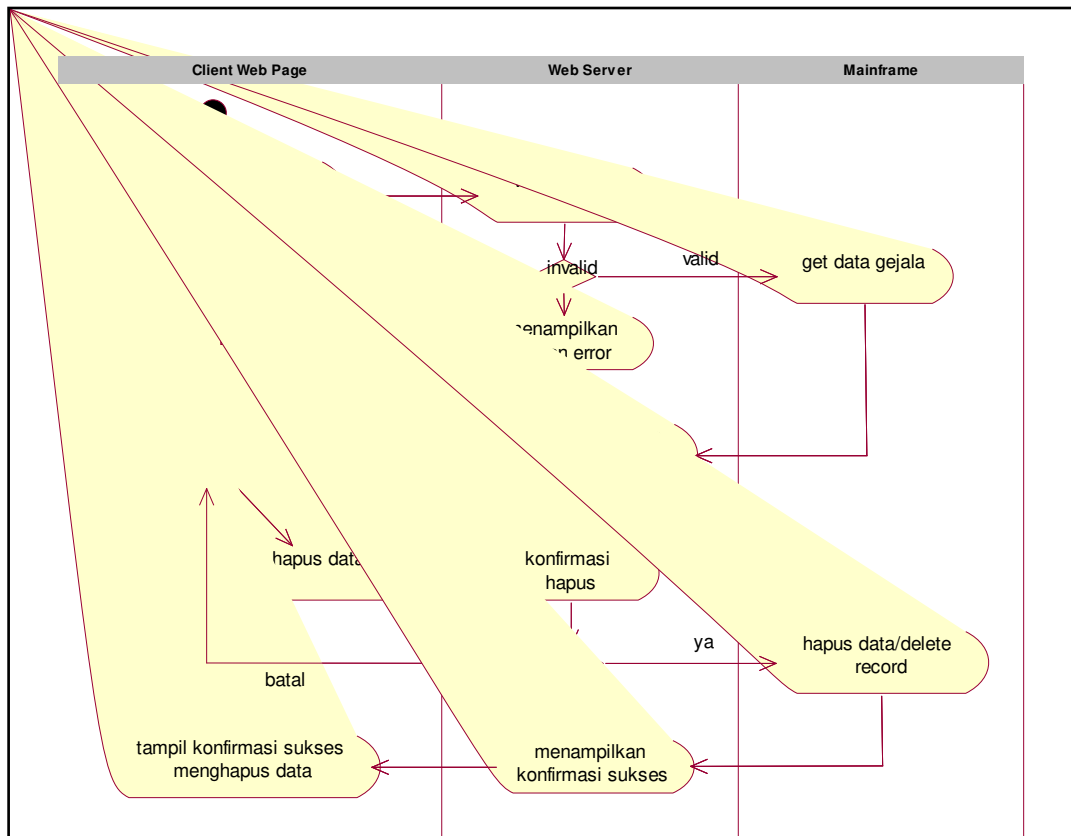 Client Web Page
Web Server
Mainframe
invalid
valid
get data gejala
error
hapus data
konfirmasi
hapus
ya
hapus data/delete
record
batal
tampil konfirmasi sukses
menghapus data
menampilkan
konfirmasi sukses